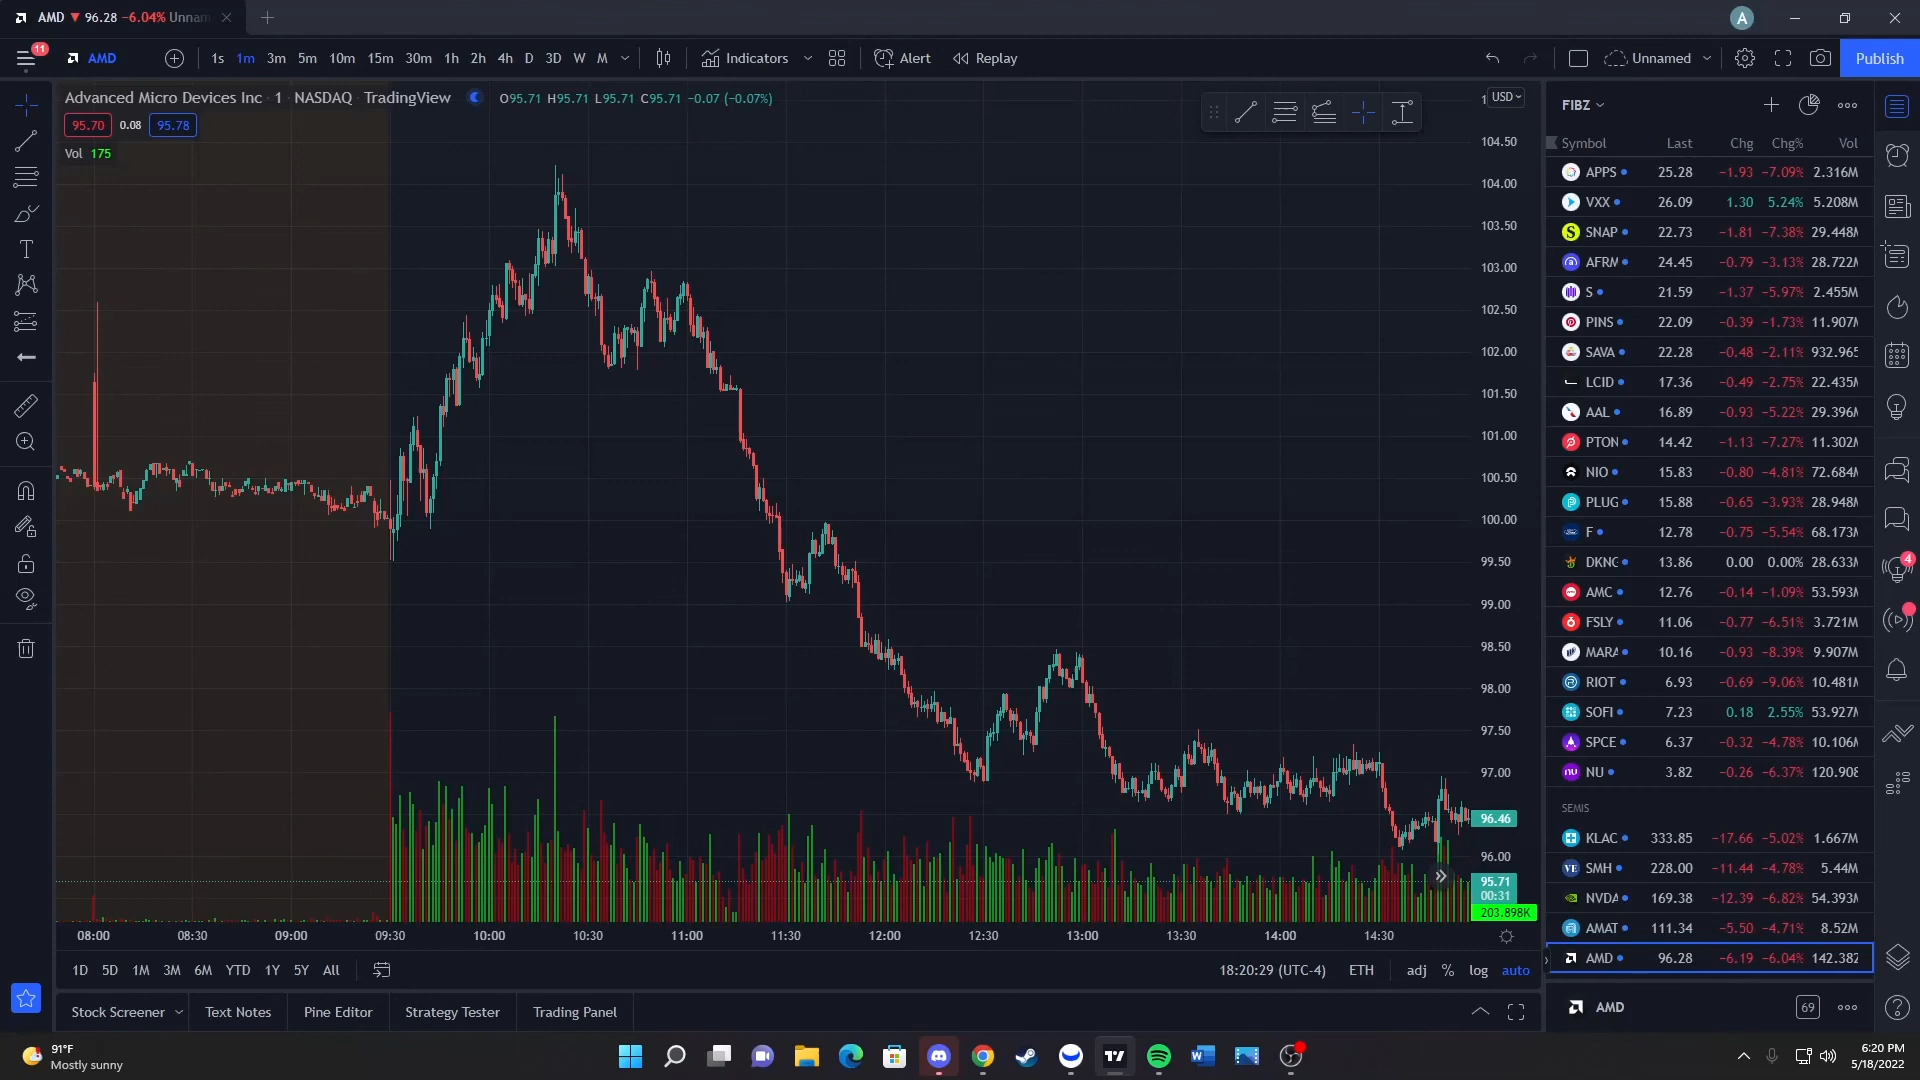 AMD ▼ 96.28 −6.04% Unnam
A
11
AMD 1s 1m 3m 5m 10m 15m 30m 1h 2h 4h D 3D W M Indicators Alert Replay Unnamed Publish
Advanced Micro Devices Inc · 1 · NASDAQ · TradingView O95.71 H95.71 L95.71 C95.71 −0.07 (−0.07%)
95.70 0.08 95.78
Vol 175
USD
104.50
104.00
103.50
103.00
102.50
102.00
101.50
101.00
100.50
100.00
99.50
99.00
98.50
98.00
97.50
97.00
96.46
96.00
95.71
00:31
203.898K
08:00 08:30 09:00 09:30 10:00 10:30 11:00 11:30 12:00 12:30 13:00 13:30 14:00 14:30
1D 5D 1M 3M 6M YTD 1Y 5Y All 18:20:29 (UTC-4) ETH adj % log auto
Stock Screener Text Notes Pine Editor Strategy Tester Trading Panel
FIBZ
Symbol Last Chg Chg% Vol
APPS 25.28 −1.93 −7.09% 2.316M
VXX 26.09 1.30 5.24% 5.208M
SNAP 22.73 −1.81 −7.38% 29.448M
AFRM 24.45 −0.79 −3.13% 28.722M
S 21.59 −1.37 −5.97% 2.455M
PINS 22.09 −0.39 −1.73% 11.907M
SAVA 22.28 −0.48 −2.11% 932.965
LCID 17.36 −0.49 −2.75% 22.435M
AAL 16.89 −0.93 −5.22% 29.396M
PTON 14.42 −1.13 −7.27% 11.302M
NIO 15.83 −0.80 −4.81% 72.684M
PLUG 15.88 −0.65 −3.93% 28.948M
F 12.78 −0.75 −5.54% 68.173M
DKNG 13.86 0.00 0.00% 28.633M
AMC 12.76 −0.14 −1.09% 53.593M
FSLY 11.06 −0.77 −6.51% 3.721M
MARA 10.16 −0.93 −8.39% 9.907M
RIOT 6.93 −0.69 −9.06% 10.481M
SOFI 7.23 0.18 2.55% 53.927M
SPCE 6.37 −0.32 −4.78% 10.106M
NU 3.82 −0.26 −6.37% 120.908
SEMIS
KLAC 333.85 −17.66 −5.02% 1.667M
SMH 228.00 −11.44 −4.78% 5.44M
NVDA 169.38 −12.39 −6.82% 54.393M
AMAT 111.34 −5.50 −4.71% 8.52M
AMD 96.28 −6.19 −6.04% 142.382
AMD 69
4
91°F
Mostly sunny
6:20 PM
5/18/2022